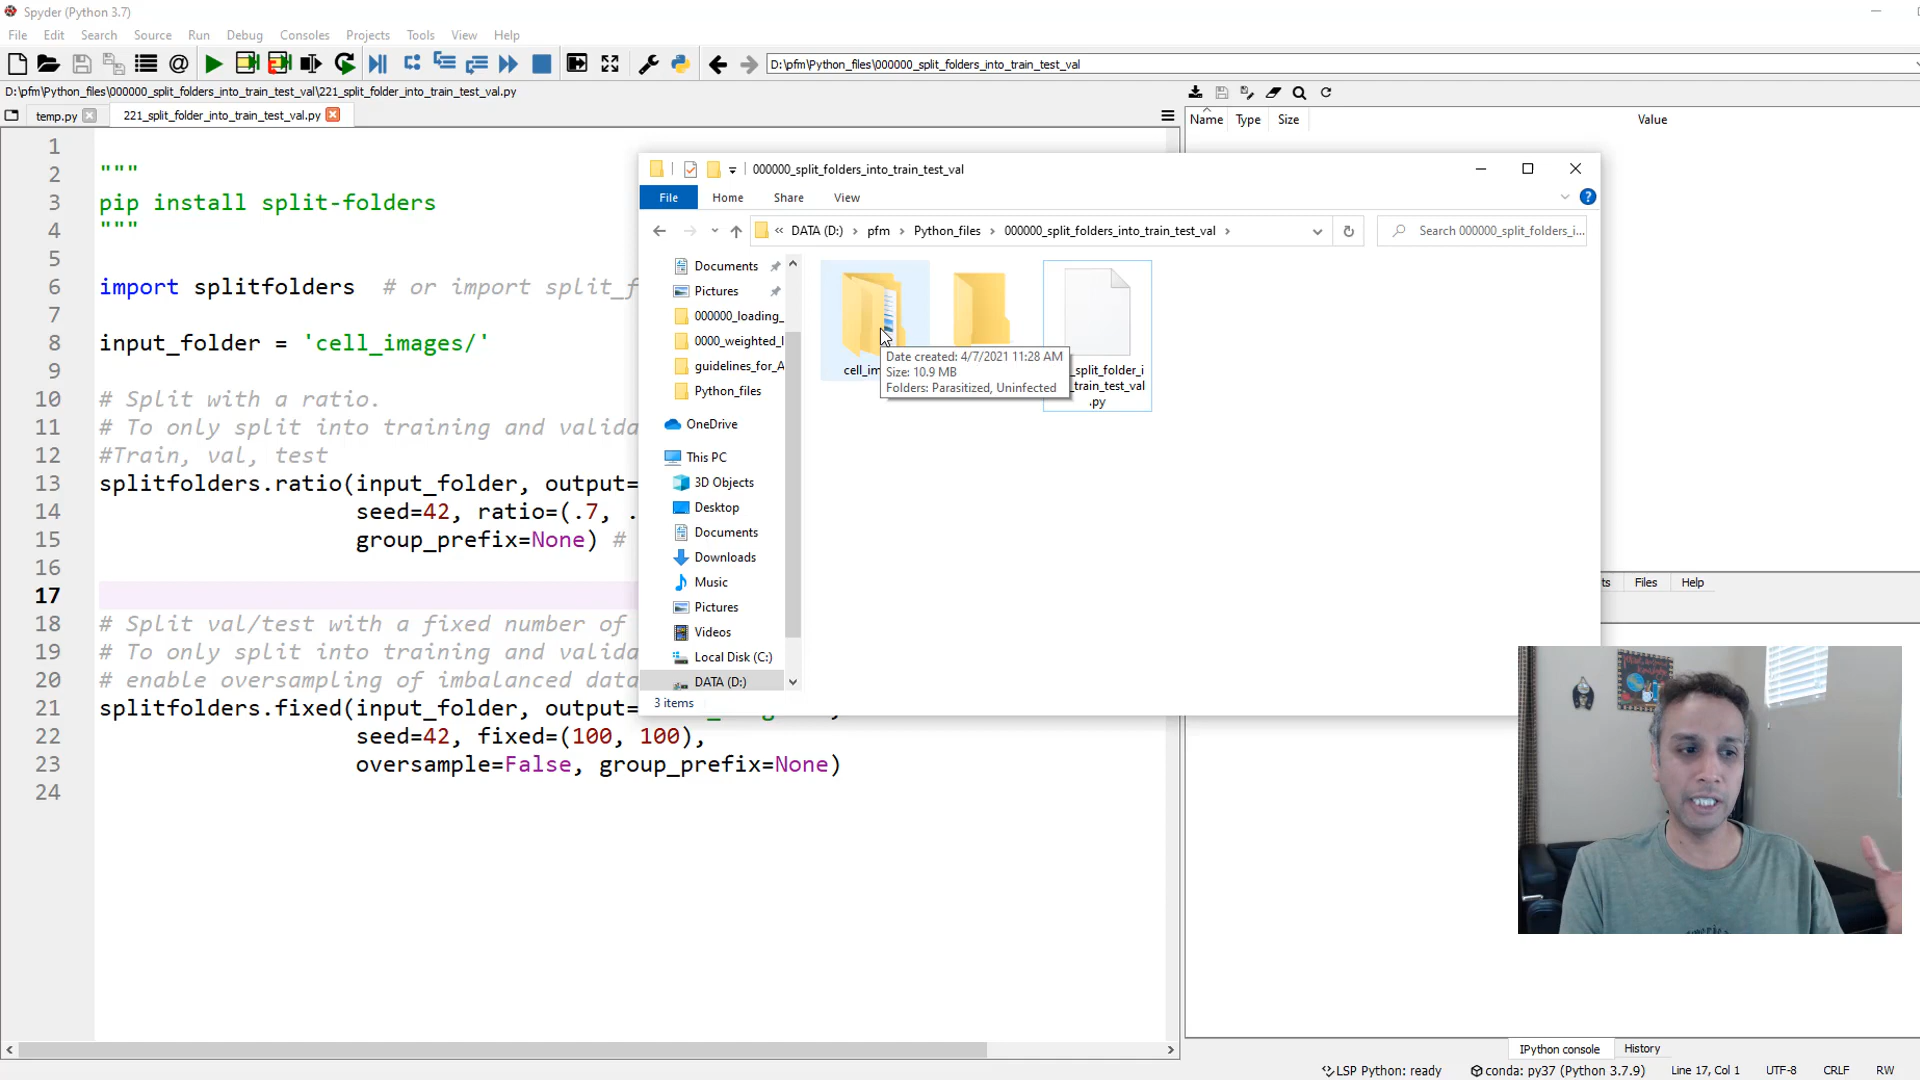 Spyder (Python 3.7)
File Edit Search Source Run Debug Consoles Projects Tools View Help
D:\pfm\Python_files\000000_split_folders_into_train_test_val
D:\pfm\Python_files\000000_split_folders_into_train_test_val\221_split_folder_into_train_test_val.py
temp.py 221_split_folder_into_train_test_val.py
Name Type Size Value
1
2 """
3 pip install split-folders
4 """
5
6 import splitfolders # or import split_f
7
8 input_folder = 'cell_images/'
9
10 # Split with a ratio.
11 # To only split into training and valida
12 #Train, val, test
13 splitfolders.ratio(input_folder, output=
14 seed=42, ratio=(.7, .
15 group_prefix=None) #
16
17
18 # Split val/test with a fixed number of
19 # To only split into training and valida
20 # enable oversampling of imbalanced data
21 splitfolders.fixed(input_folder, output=
22 seed=42, fixed=(100, 100),
23 oversample=False, group_prefix=None)
24
000000_split_folders_into_train_test_val
File Home Share View
« DATA (D:) › pfm › Python_files › 000000_split_folders_into_train_test_val ›
Search 000000_split_folders_i...
Documents
Pictures
000000_loading_
0000_weighted_l
guidelines_for_A
Python_files
OneDrive
This PC
3D Objects
Desktop
Documents
Downloads
Music
Pictures
Videos
Local Disk (C:)
DATA (D:)
3 items
cell_im
Date created: 4/7/2021 11:28 AM
Size: 10.9 MB
Folders: Parasitized, Uninfected
_split_folder_i
_train_test_val
.py
ts Files Help
IPython console History
LSP Python: ready conda: py37 (Python 3.7.9) Line 17, Col 1 UTF-8 CRLF RW